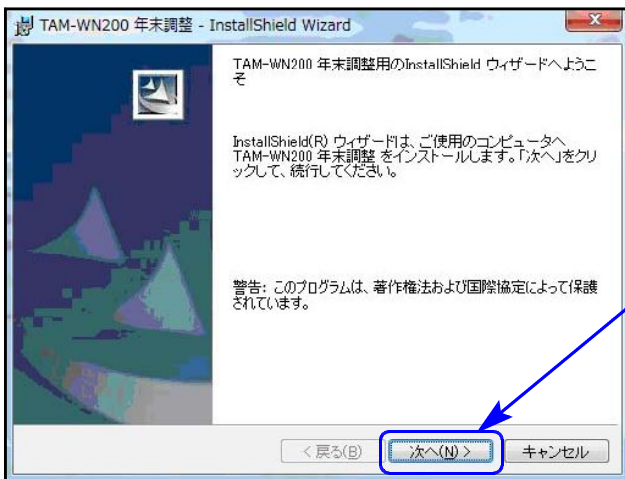 TAM-WN200 年末調整 - InstallShield Wizard
TAM-WN200 年末調整用のInstallShield ウィザードへようこ
そ
InstallShield(R) ウィザードは、ご使用のコンピュータへ
TAM-WN200 年末調整 をインストールします。「次へ」をクリ
ックして、続行してください。
警告: このプログラムは、著作権法および国際協定によって保護
されています。
< 戻る(B)
次へ(N) >
キャンセル